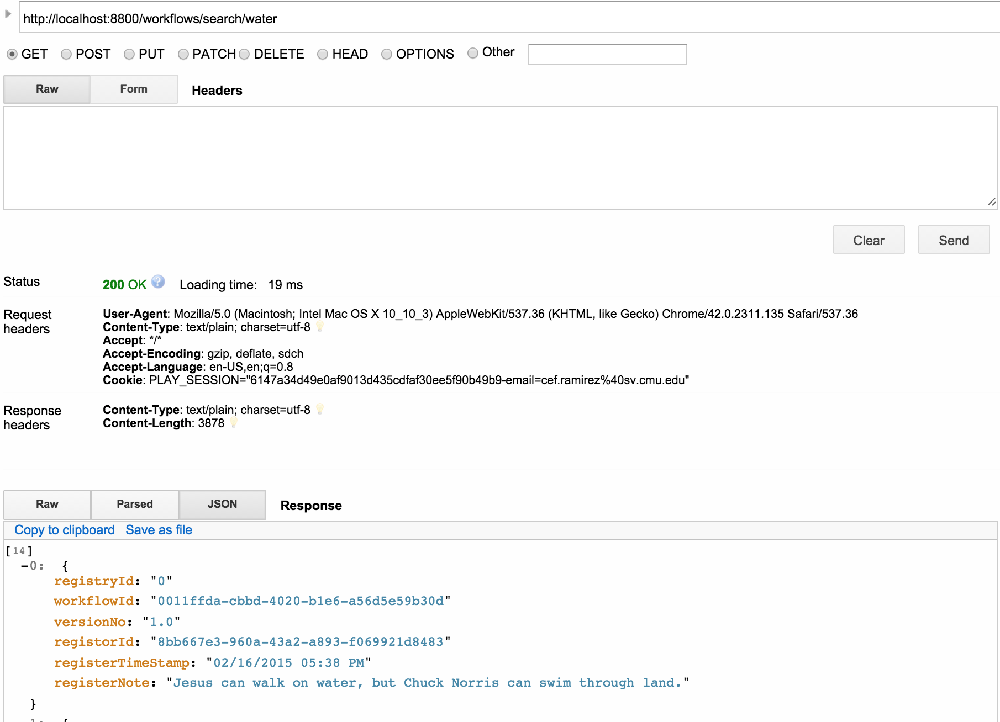 http://localhost:8800/workflows/search/water
GET POST PUT PATCH DELETE HEAD OPTIONS Other
Raw Form Headers
Clear Send
Status 200 OK ? Loading time: 19 ms
Request headers
User-Agent: Mozilla/5.0 (Macintosh; Intel Mac OS X 10_10_3) AppleWebKit/537.36 (KHTML, like Gecko) Chrome/42.0.2311.135 Safari/537.36
Content-Type: text/plain; charset=utf-8
Accept: */*
Accept-Encoding: gzip, deflate, sdch
Accept-Language: en-US,en;q=0.8
Cookie: PLAY_SESSION="6147a34d49e0af9013d435cdfaf30ee5f90b49b9-email=cef.ramirez%40sv.cmu.edu"
Response headers
Content-Type: text/plain; charset=utf-8
Content-Length: 3878
Raw Parsed JSON Response
Copy to clipboard Save as file
[14]
-0: {
registryId: "0"
workflowId: "0011ffda-cbbd-4020-b1e6-a56d5e59b30d"
versionNo: "1.0"
registorId: "8bb667e3-960a-43a2-a893-f069921d8483"
registerTimeStamp: "02/16/2015 05:38 PM"
registerNote: "Jesus can walk on water, but Chuck Norris can swim through land."
}